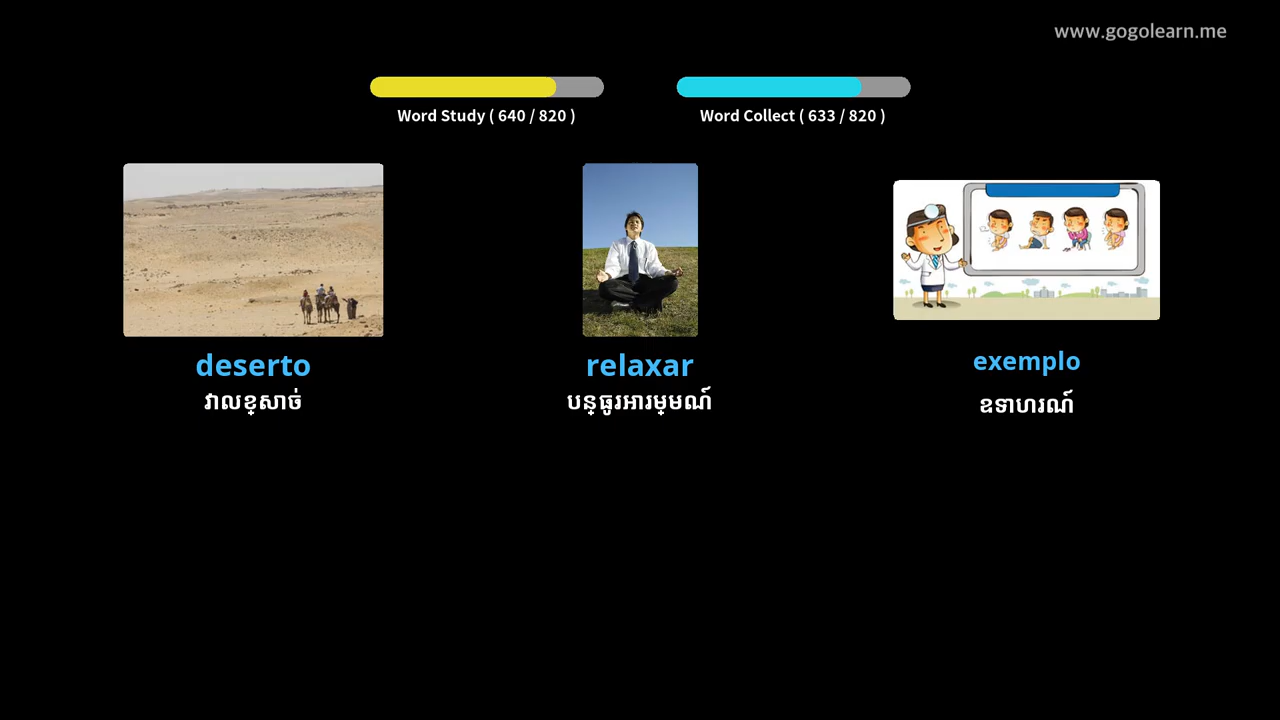 www.gogolearn.me
Word Study ( 640 / 820 )
Word Collect ( 633 / 820 )
deserto
relaxar
exemplo
វាលខ្សាច់
បន្ធូរអារម្មណ៍
ឧទាហរណ៍